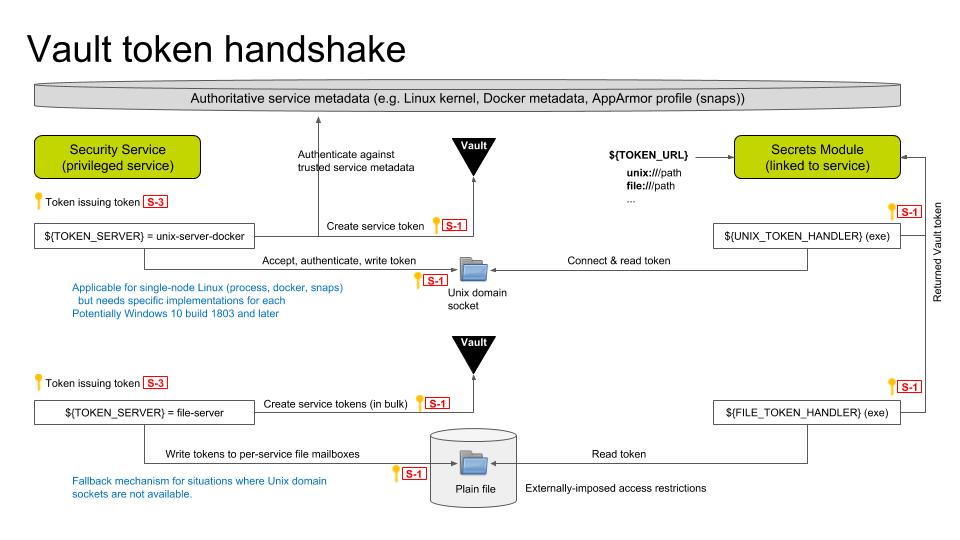 Vault token handshake
Authoritative service metadata (e.g. Linux kernel, Docker metadata, AppArmor profile (snaps))
Security Service
(privileged service)
Authenticate against
trusted service metadata
Vault
${TOKEN_URL}
unix:///path
file:///path
...
Secrets Module
(linked to service)
Token issuing token S-3
Create service token S-1
S-1
${TOKEN_SERVER} = unix-server-docker
${UNIX_TOKEN_HANDLER} (exe)
Returned Vault token
Accept, authenticate, write token
Connect & read token
S-1
Unix domain
socket
Applicable for single-node Linux (process, docker, snaps)
but needs specific implementations for each
Potentially Windows 10 build 1803 and later
Vault
Token issuing token S-3
Create service tokens (in bulk) S-1
S-1
${TOKEN_SERVER} = file-server
${FILE_TOKEN_HANDLER} (exe)
Write tokens to per-service file mailboxes
Read token
S-1
Plain file
Externally-imposed access restrictions
Fallback mechanism for situations where Unix domain
sockets are not available.